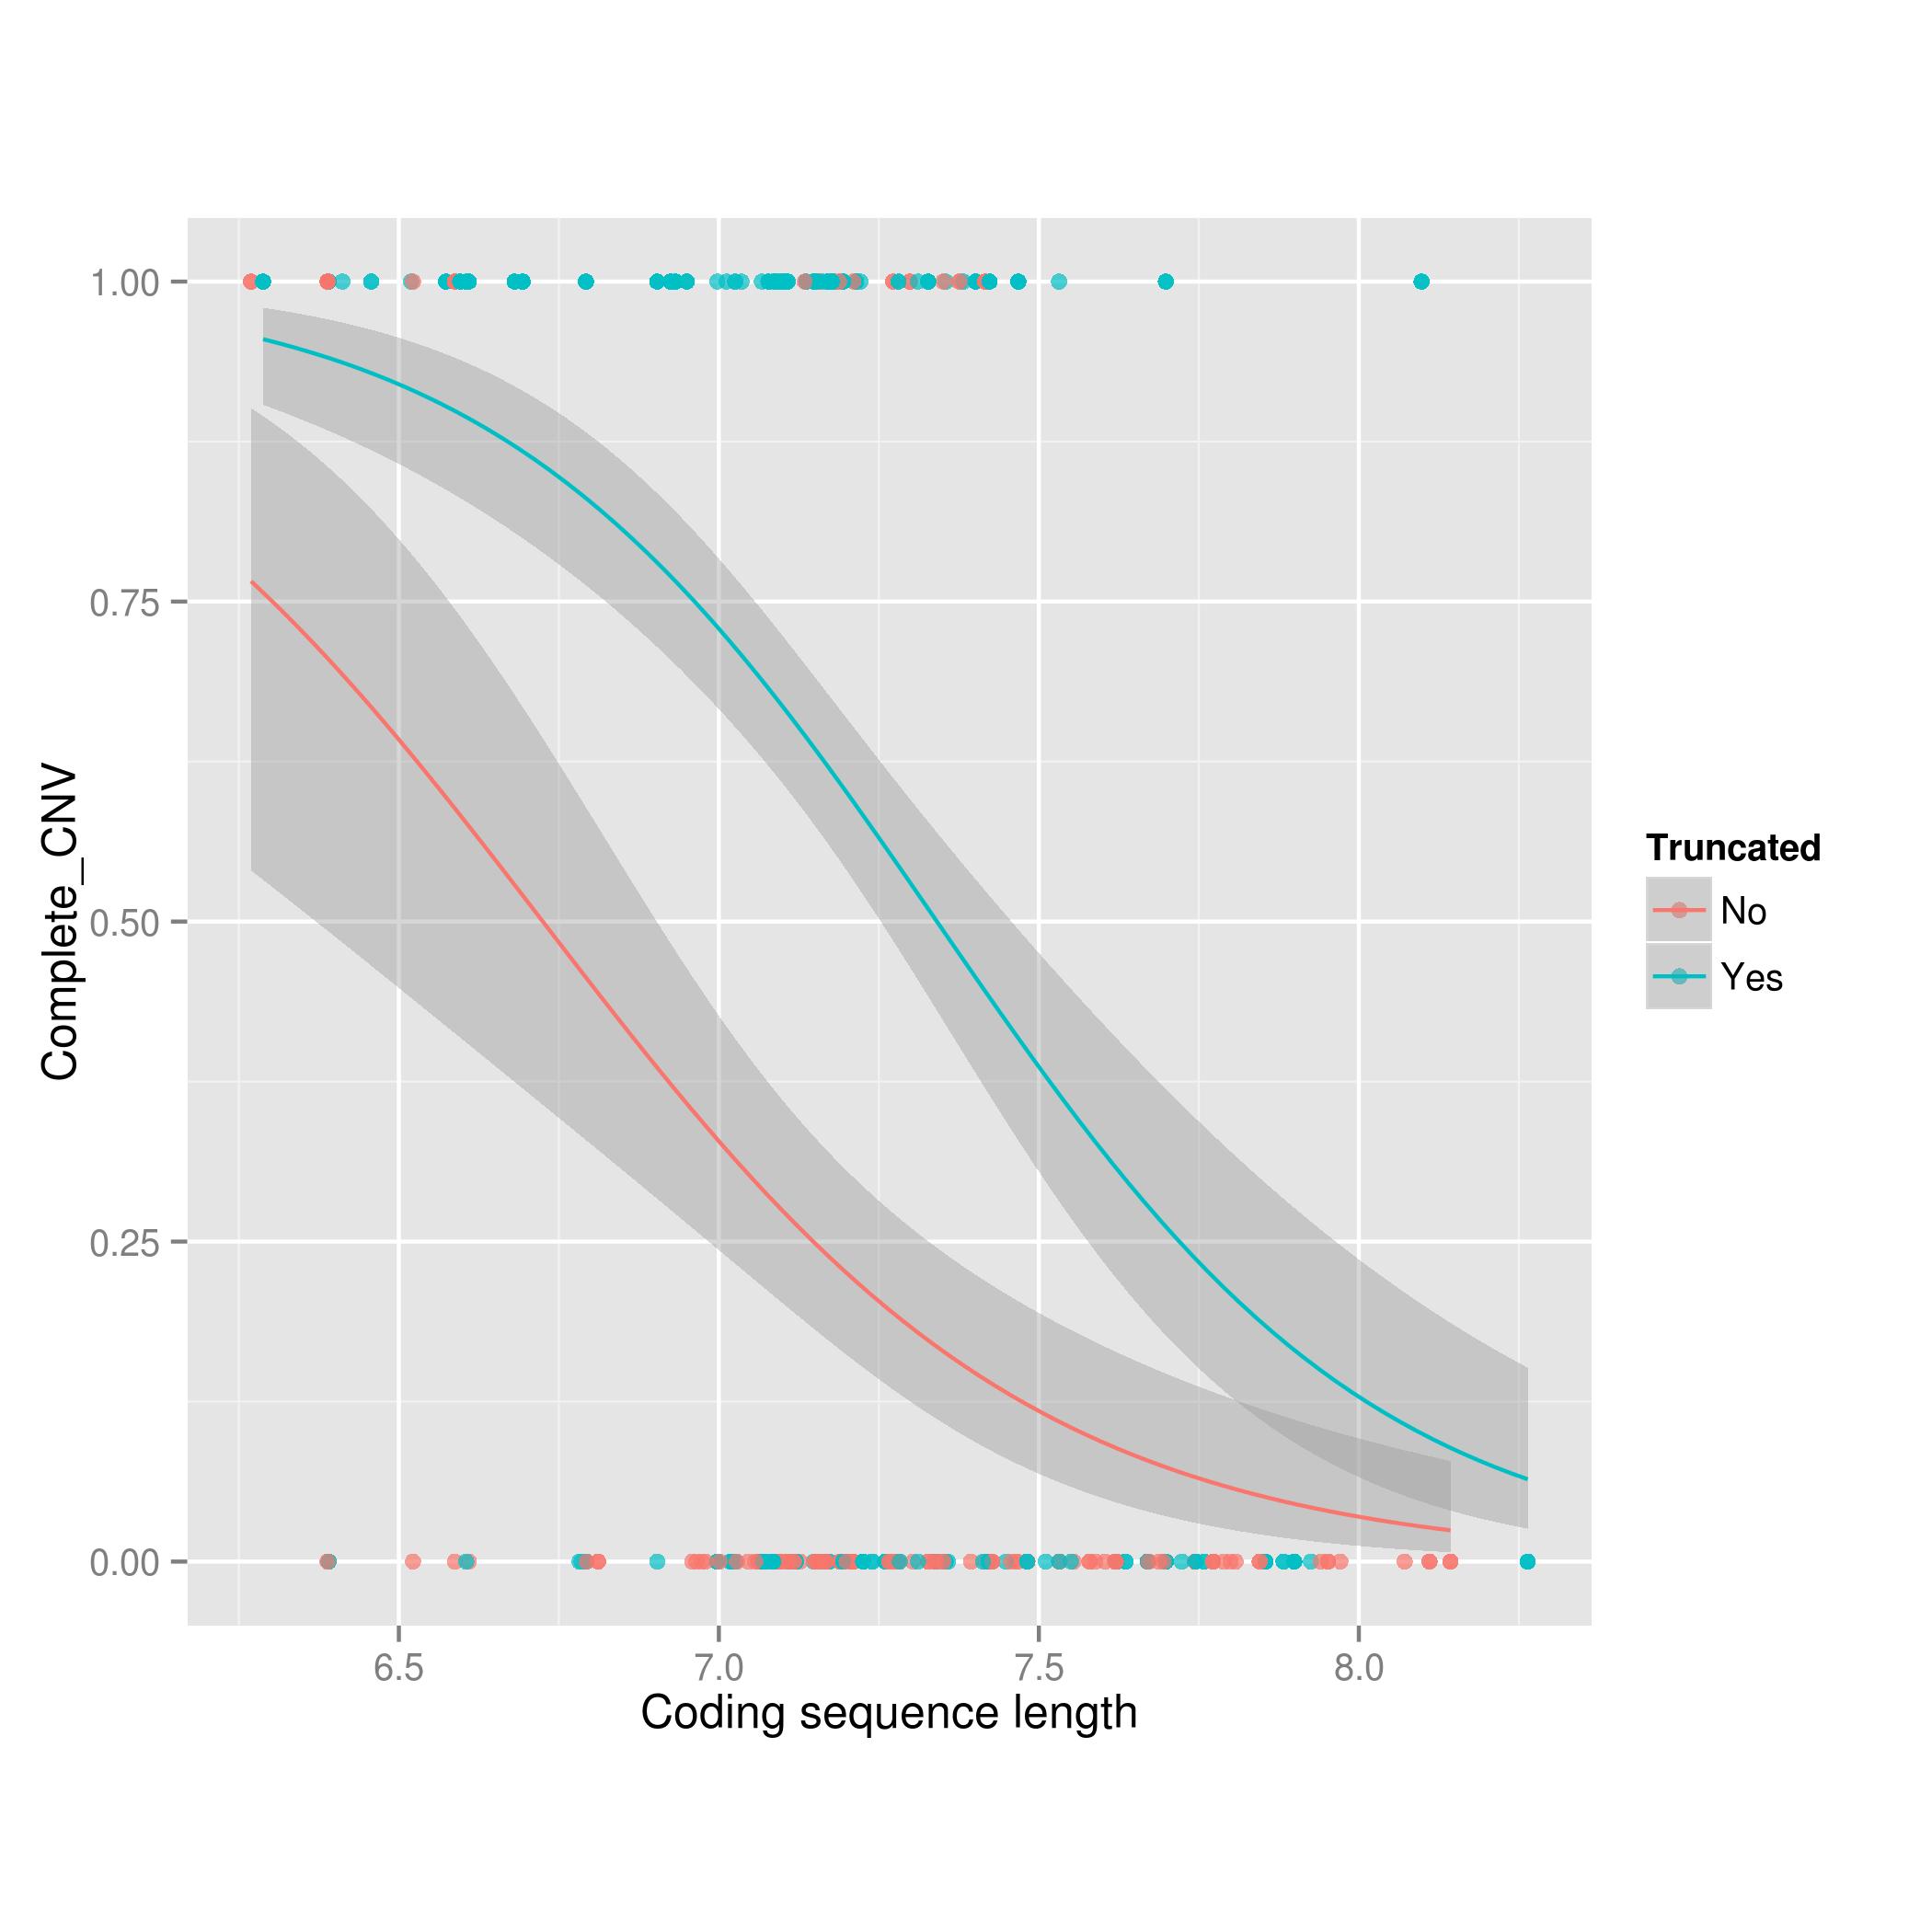 1.00
0.75
0.50
0.25
0.00
Complete_CNV
6.5 7.0 7.5 8.0
Coding sequence length
Truncated
No
Yes